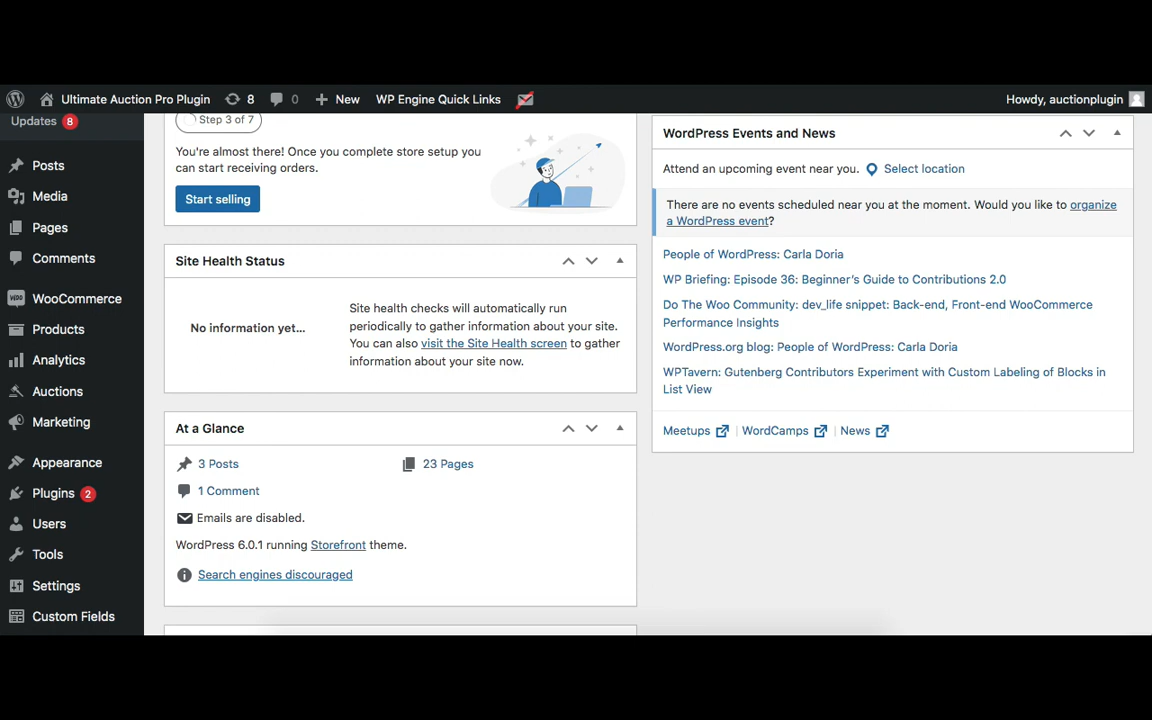 Ultimate Auction Pro Plugin 8 0 New WP Engine Quick Links Howdy, auctionplugin
Updates 8
Posts
Media
Pages
Comments
WooCommerce
Products
Analytics
Auctions
Marketing
Appearance
Plugins 2
Users
Tools
Settings
Custom Fields
Step 3 of 7
You're almost there! Once you complete store setup you
can start receiving orders.
Start selling
Site Health Status
No information yet...
Site health checks will automatically run
periodically to gather information about your site.
You can also visit the Site Health screen to gather
information about your site now.
At a Glance
3 Posts
23 Pages
1 Comment
Emails are disabled.
WordPress 6.0.1 running Storefront theme.
Search engines discouraged
WordPress Events and News
Attend an upcoming event near you. Select location
There are no events scheduled near you at the moment. Would you like to organize
a WordPress event?
People of WordPress: Carla Doria
WP Briefing: Episode 36: Beginner's Guide to Contributions 2.0
Do The Woo Community: dev_life snippet: Back-end, Front-end WooCommerce
Performance Insights
WordPress.org blog: People of WordPress: Carla Doria
WPTavern: Gutenberg Contributors Experiment with Custom Labeling of Blocks in
List View
Meetups | WordCamps | News